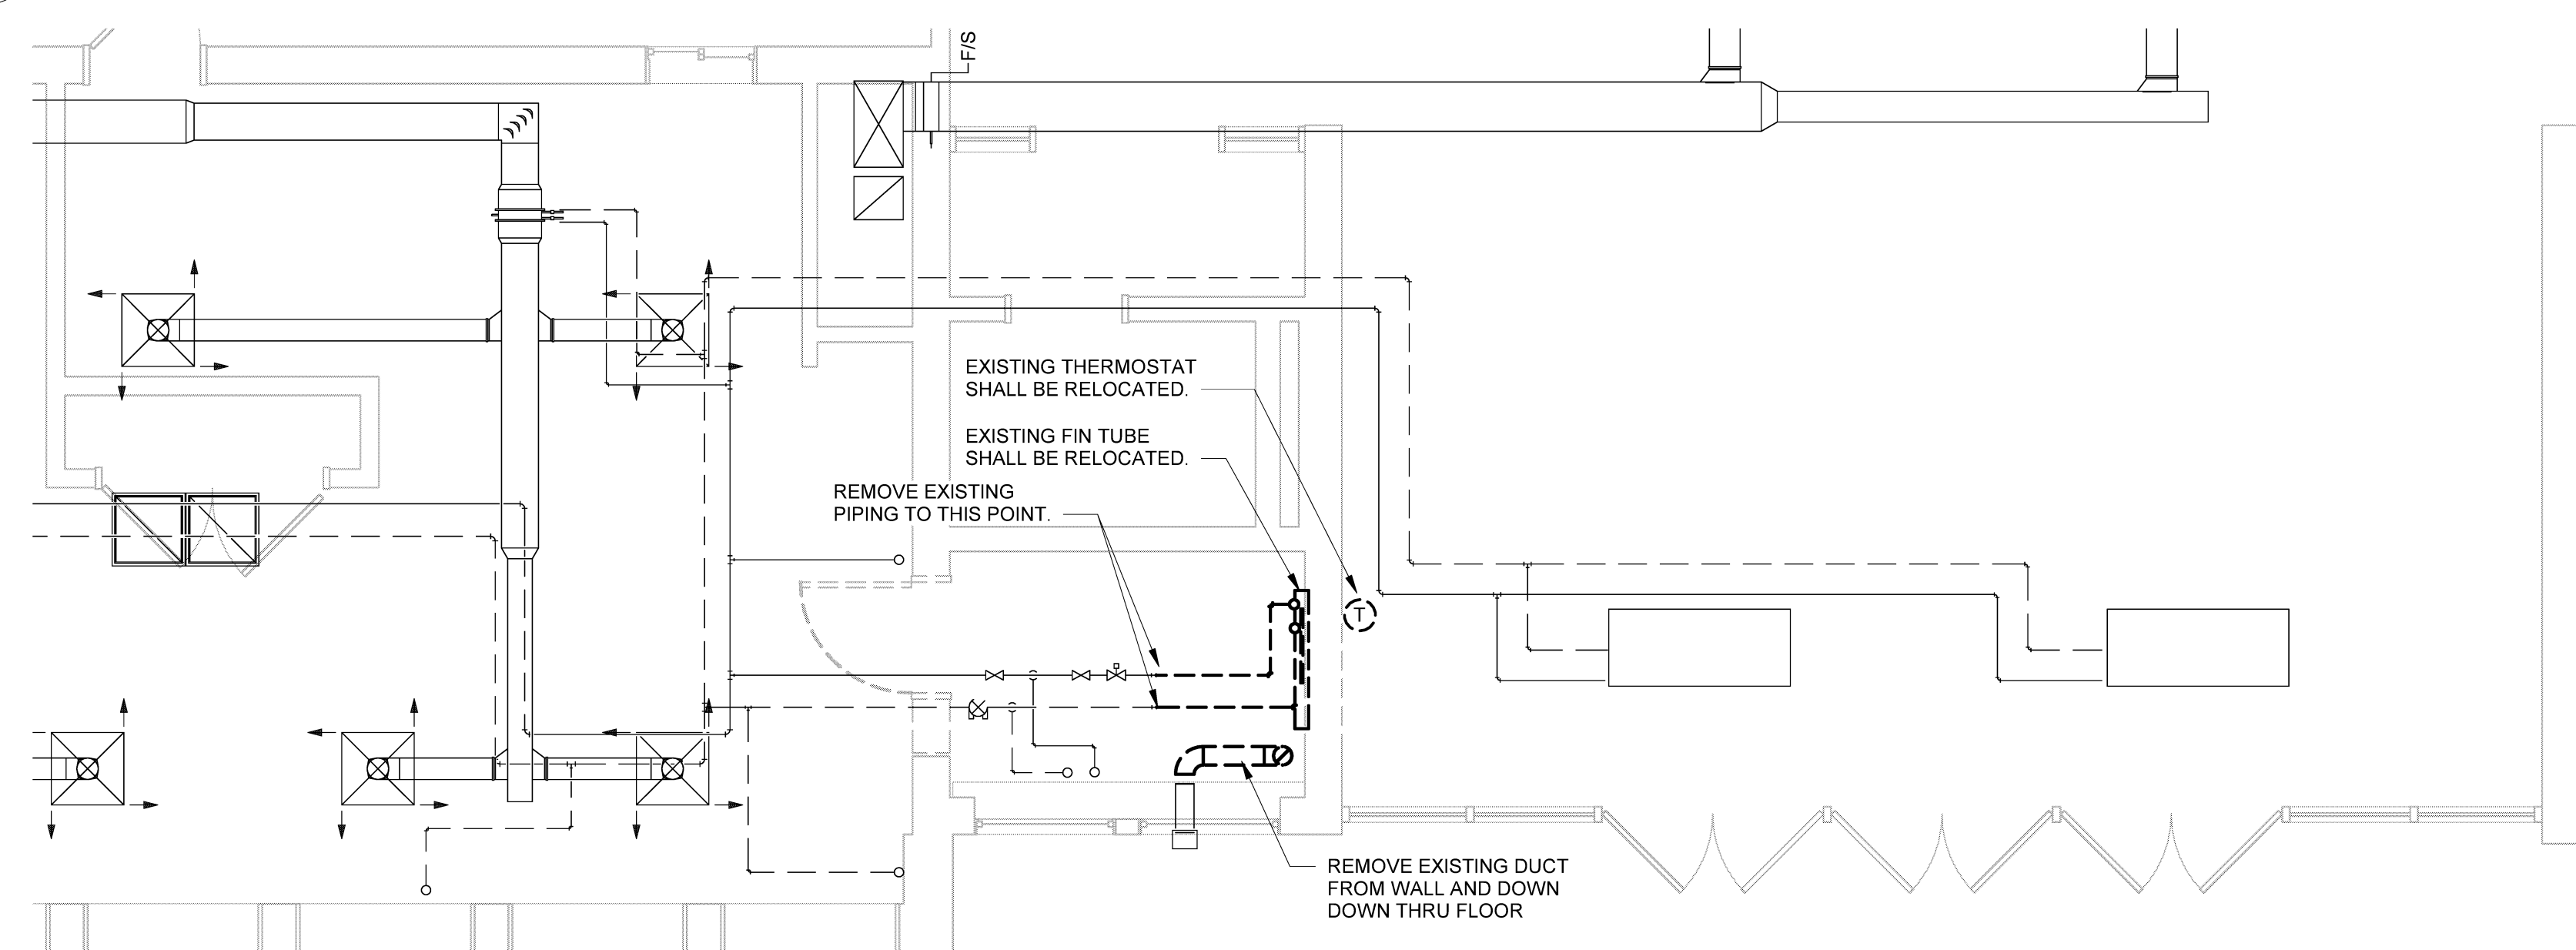 F/S
EXISTING THERMOSTAT
SHALL BE RELOCATED.
EXISTING FIN TUBE
SHALL BE RELOCATED.
REMOVE EXISTING
PIPING TO THIS POINT.
T
REMOVE EXISTING DUCT
FROM WALL AND DOWN
DOWN THRU FLOOR